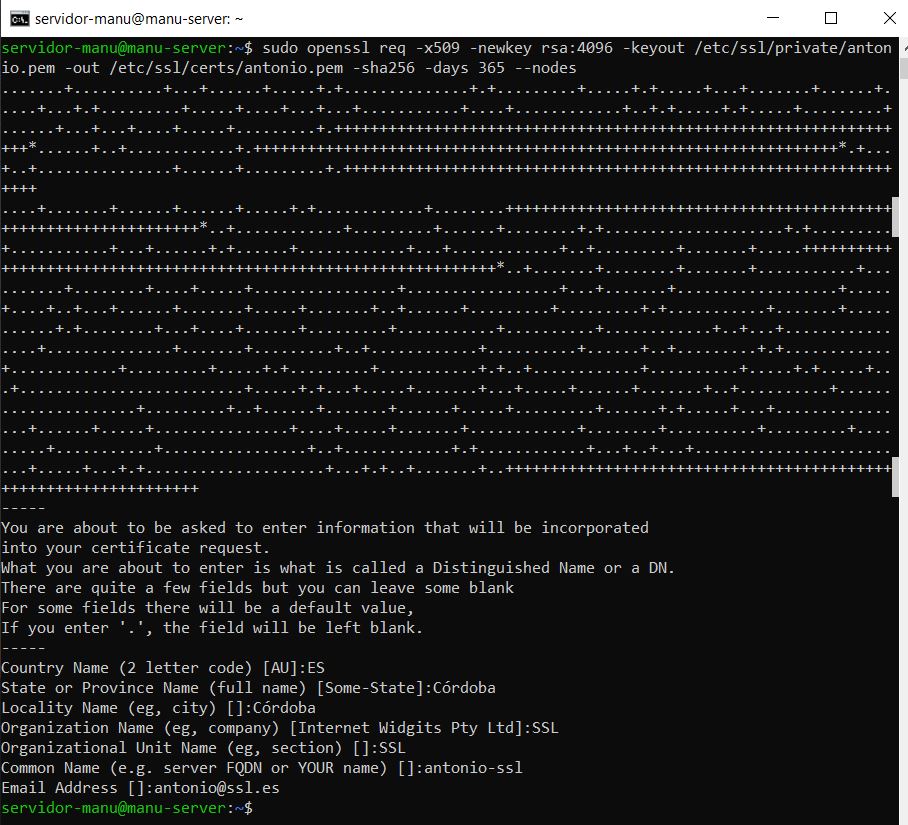 servidor-manu@manu-server: ~
servidor-manu@manu-server:~$ sudo openssl req -x509 -newkey rsa:4096 -keyout /etc/ssl/private/anton
io.pem -out /etc/ssl/certs/antonio.pem -sha256 -days 365 --nodes
-----
You are about to be asked to enter information that will be incorporated
into your certificate request.
What you are about to enter is what is called a Distinguished Name or a DN.
There are quite a few fields but you can leave some blank
For some fields there will be a default value,
If you enter '.', the field will be left blank.
-----
Country Name (2 letter code) [AU]:ES
State or Province Name (full name) [Some-State]:Córdoba
Locality Name (eg, city) []:Córdoba
Organization Name (eg, company) [Internet Widgits Pty Ltd]:SSL
Organizational Unit Name (eg, section) []:SSL
Common Name (e.g. server FQDN or YOUR name) []:antonio-ssl
Email Address []:antonio@ssl.es
servidor-manu@manu-server:~$